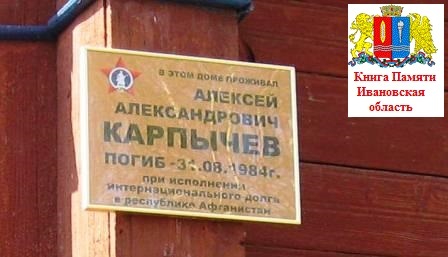 В ЭТОМ ДОМЕ ПРОЖИВАЛ
АЛЕКСЕЙ
АЛЕКСАНДРОВИЧ
КАРПЫЧЕВ
ПОГИБ -31.08.1984г.
при исполнении
интернационального долга
в республике Афганистан
Книга Памяти
Ивановская
область